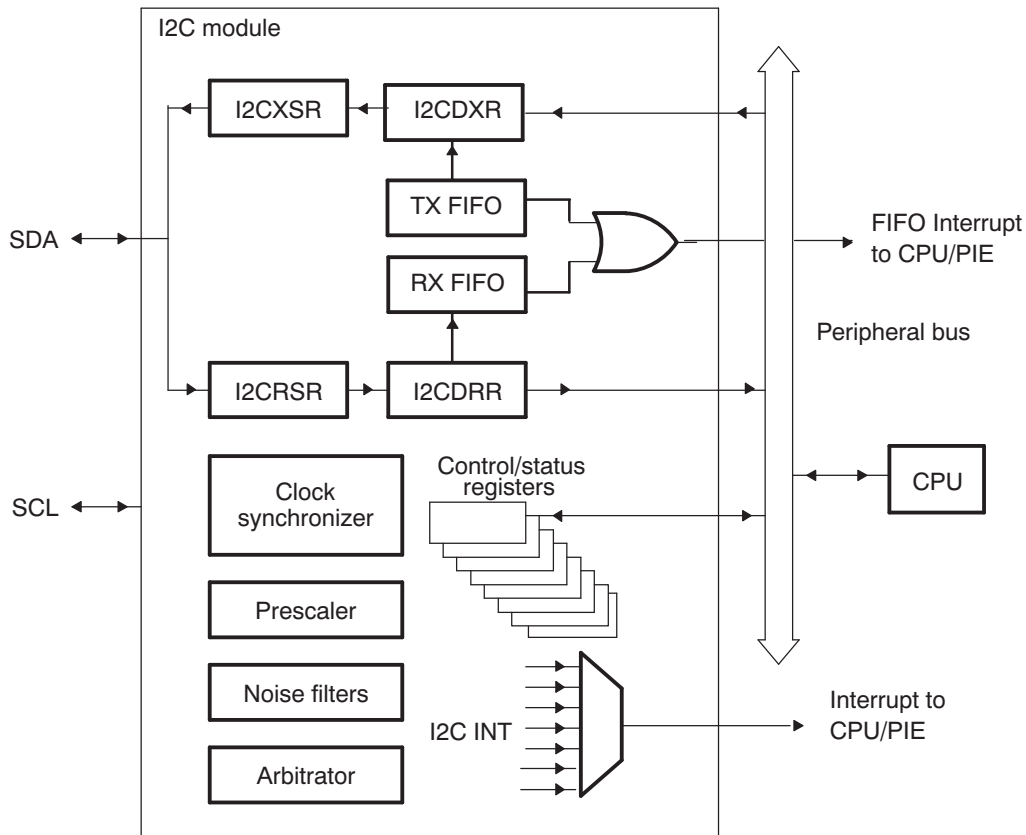 I2C module
I2CXSR
I2CDXR
TX FIFO
SDA
FIFO Interrupt
to CPU/PIE
RX FIFO
Peripheral bus
I2CRSR
I2CDRR
Control/status
registers
Clock
synchronizer
SCL
CPU
Prescaler
Noise filters
I2C INT
Interrupt to
CPU/PIE
Arbitrator